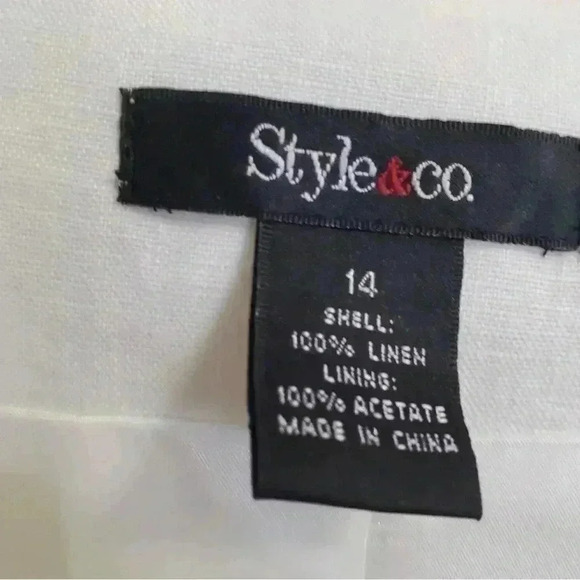 Style&co.
14
SHELL:
100% LINEN
LINING:
100% ACETATE
MADE IN CHINA